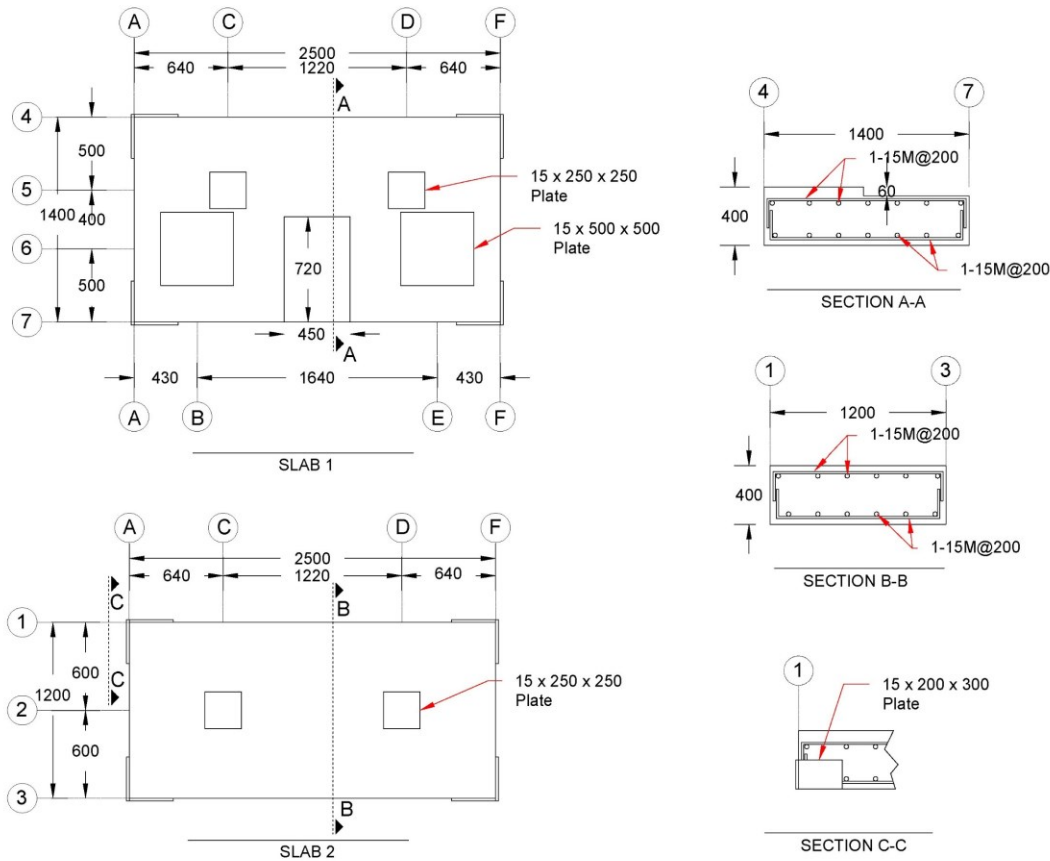 A
C
D
F
2500
640
1220
640
A
4
500
5
1400
400
6
500
7
15 x 250 x 250
Plate
15 x 500 x 500
Plate
720
450
A
430
1640
430
A
B
E
F
SLAB 1
A
C
D
F
2500
640
1220
640
C
B
1
600
C
1200
2
600
3
15 x 250 x 250
Plate
B
SLAB 2
4
7
1400
1-15M@200
60
400
1-15M@200
SECTION A-A
1
3
1200
1-15M@200
400
1-15M@200
SECTION B-B
1
15 x 200 x 300
Plate
SECTION C-C